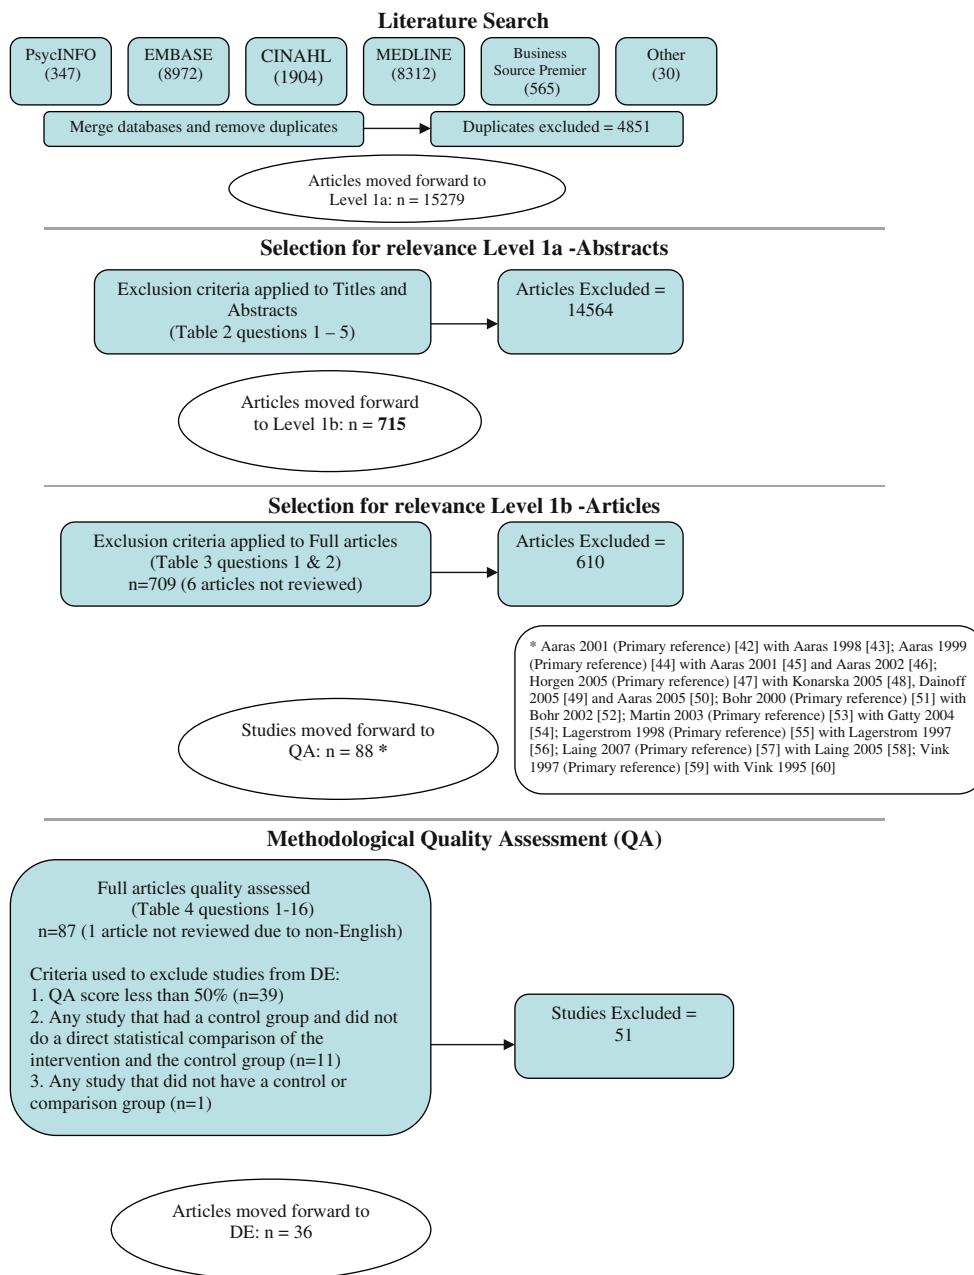 Literature Search
PsycINFO
(347)
EMBASE
(8972)
CINAHL
(1904)
MEDLINE
(8312)
Business
Source Premier
(565)
Other
(30)
Merge databases and remove duplicates
Duplicates excluded = 4851
Articles moved forward to
Level 1a: n = 15279
Selection for relevance Level 1a -Abstracts
Exclusion criteria applied to Titles and
Abstracts
(Table 2 questions 1 – 5)
Articles Excluded =
14564
Articles moved forward
to Level 1b: n = 715
Selection for relevance Level 1b -Articles
Exclusion criteria applied to Full articles
(Table 3 questions 1 & 2)
n=709 (6 articles not reviewed)
Articles Excluded =
610
* Aaras 2001 (Primary reference) [42] with Aaras 1998 [43]; Aaras 1999
(Primary reference) [44] with Aaras 2001 [45] and Aaras 2002 [46];
Horgen 2005 (Primary reference) [47] with Konarska 2005 [48], Dainoff
2005 [49] and Aaras 2005 [50]; Bohr 2000 (Primary reference) [51] with
Bohr 2002 [52]; Martin 2003 (Primary reference) [53] with Gatty 2004
[54]; Lagerstrom 1998 (Primary reference) [55] with Lagerstrom 1997
[56]; Laing 2007 (Primary reference) [57] with Laing 2005 [58]; Vink
1997 (Primary reference) [59] with Vink 1995 [60]
Studies moved forward to
QA: n = 88 *
Methodological Quality Assessment (QA)
Full articles quality assessed
(Table 4 questions 1-16)
n=87 (1 article not reviewed due to non-English)
Criteria used to exclude studies from DE:
1. QA score less than 50% (n=39)
2. Any study that had a control group and did not
do a direct statistical comparison of the
intervention and the control group (n=11)
3. Any study that did not have a control or
comparison group (n=1)
Studies Excluded =
51
Articles moved forward to
DE: n = 36